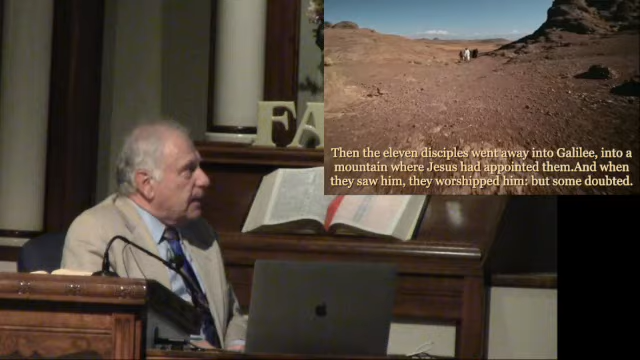 FA
Then the eleven disciples went away into Galilee, into a
mountain where Jesus had appointed them.And when
they saw him, they worshipped him: but some doubted.